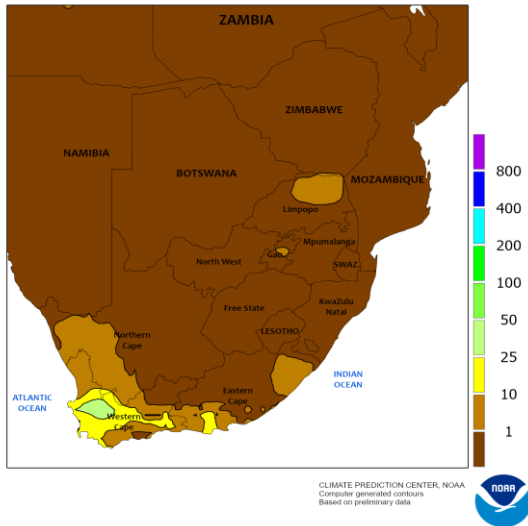 ZAMBIA
ZIMBABWE
NAMIBIA
BOTSWANA
MOZAMBIQUE
Limpopo
Mpumalanga
North West
Gau
SWAZ.
Free State
KwaZulu
Natal
LESOTHO
Northern
Cape
Eastern
Cape
Western
Cape
ATLANTIC
OCEAN
INDIAN
OCEAN
800
400
200
100
50
25
10
1
CLIMATE PREDICTION CENTER, NOAA
Computer generated contours
Based on preliminary data
NOAA